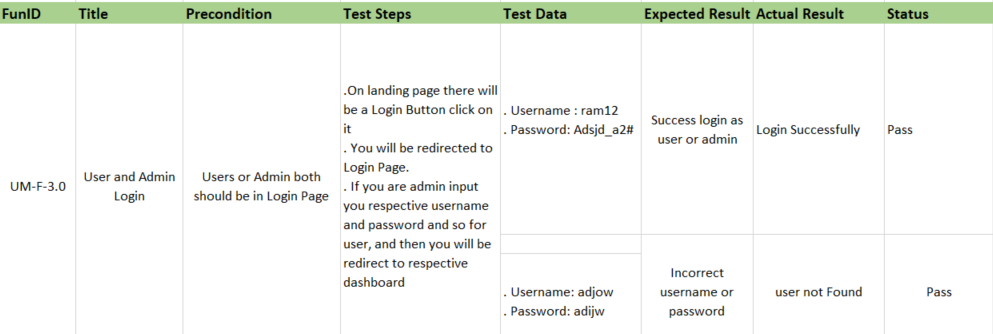 FunID Title Precondition Test Steps Test Data Expected Result Actual Result Status
UM-F-3.0
User and Admin
Login
Users or Admin both
should be in Login Page
.On landing page there will
be a Login Button click on
it
. You will be redirected to
Login Page.
. If you are admin input
you respective username
and password and so for
user, and then you will be
redirect to respective
dashboard
. Username : ram12
. Password: Adsjd_a2#
Success login as
user or admin
Login Successfully
Pass
. Username: adjow
. Password: adijw
Incorrect
username or
password
user not Found
Pass